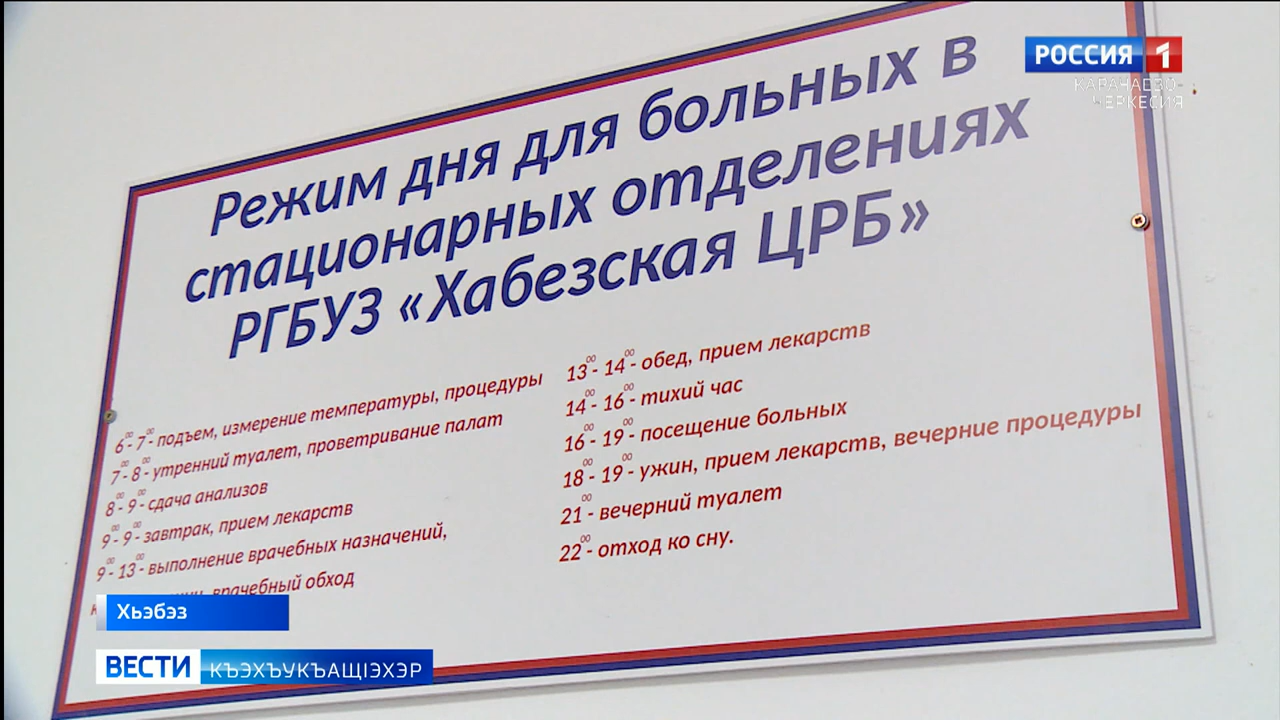 РОССИЯ 1
КАРАЧАЕВО-
ЧЕРКЕСИЯ
Режим дня для больных в
стационарных отделениях
РГБУЗ «Хабезская ЦРБ»
6⁰⁰- 7⁰⁰- подъем, измерение температуры, процедуры
7⁰⁰- 8⁰⁰- утренний туалет, проветривание палат
8⁰⁰- 9⁰⁰- сдача анализов
9⁰⁰- 9⁰⁰- завтрак, прием лекарств
9⁰⁰- 13⁰⁰- выполнение врачебных назначений,
врачебный обход
13⁰⁰- 14⁰⁰- обед, прием лекарств
14⁰⁰- 16⁰⁰- тихий час
16⁰⁰- 19⁰⁰- посещение больных
18⁰⁰- 19⁰⁰- ужин, прием лекарств, вечерние процедуры
21⁰⁰- вечерний туалет
22⁰⁰- отход ко сну.
Хьэбэз
ВЕСТИ КЪЭХЪУКЪАЩІЭХЭР